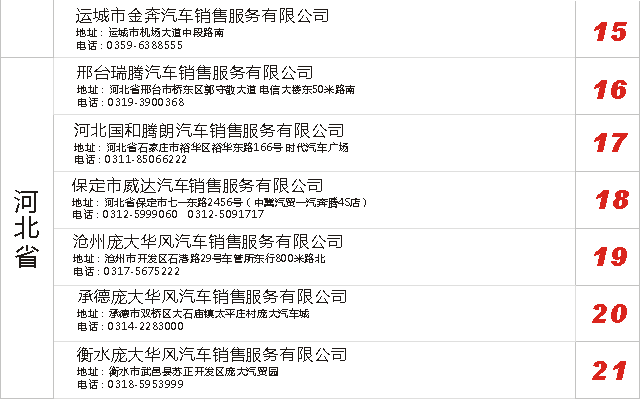 运城市金奔汽车销售服务有限公司
地址：运城市机场大道中段路南
电话：0359-6388555
15
河北省
邢台瑞腾汽车销售服务有限公司
地址：河北省邢台市桥东区郭守敬大道 电信大楼东50米路南
电话：0319-3900368
16
河北国和腾朗汽车销售服务有限公司
地址：河北省石家庄市裕华区裕华东路166号 时代汽车广场
电话：0311-85066222
17
保定市威达汽车销售服务有限公司
地址：河北省保定市七一东路2456号（中冀汽贸一汽奔腾4S店）
电话：0312-5999060 0312-5091717
18
沧州庞大华风汽车销售服务有限公司
地址：沧州市开发区石港路29号车管所东行800米路北
电话：0317-5675222
19
承德庞大华风汽车销售服务有限公司
地址：承德市双桥区大石庙镇太平庄村庞大汽车城
电话：0314-2283000
20
衡水庞大华风汽车销售服务有限公司
地址：衡水市武邑县苏正开发区庞大汽贸园
电话：0318-5953999
21